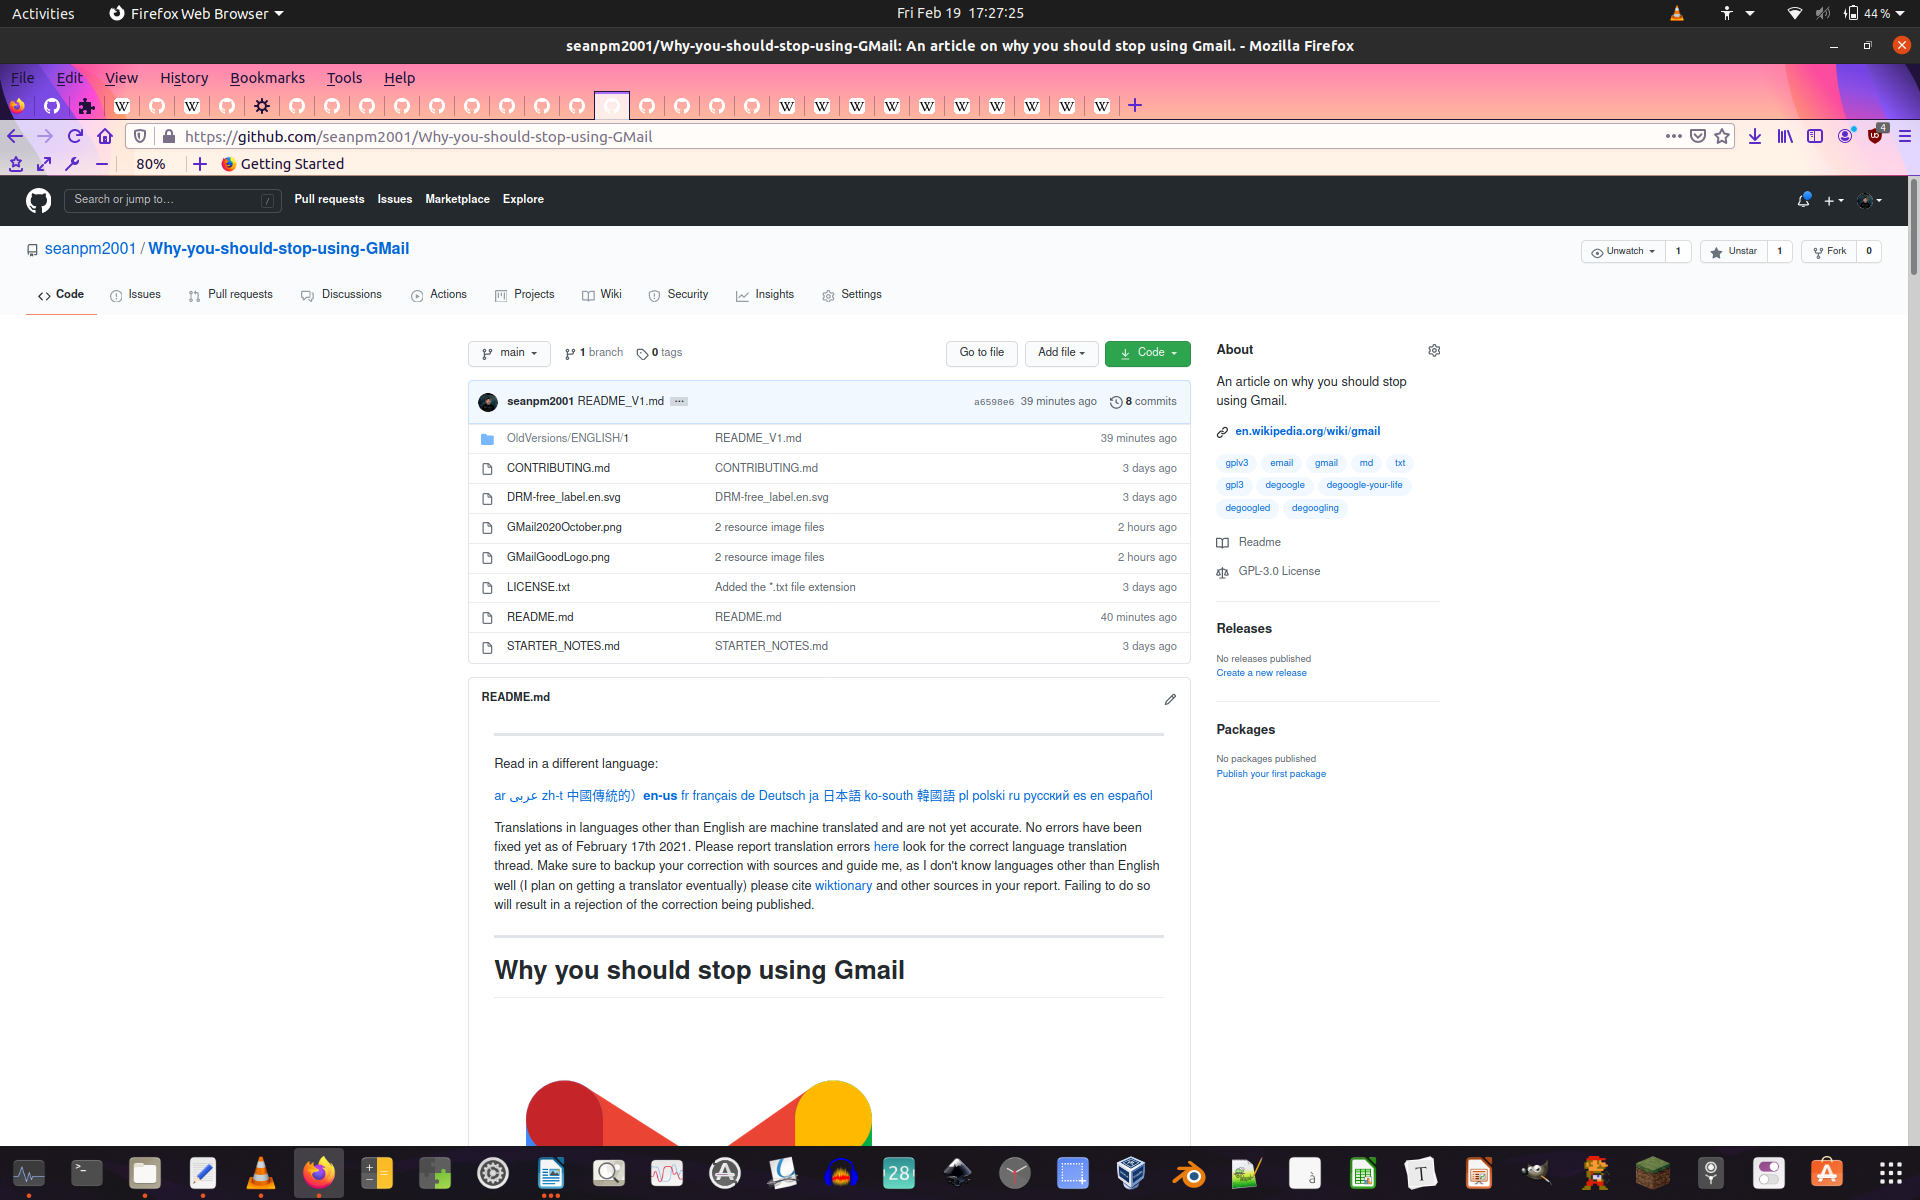 Activities Firefox Web Browser Fri Feb 19 17:27:25 44 %
seanpm2001/Why-you-should-stop-using-GMail: An article on why you should stop using Gmail. - Mozilla Firefox
File Edit View History Bookmarks Tools Help
https://github.com/seanpm2001/Why-you-should-stop-using-GMail 4
80% Getting Started
Search or jump to… / Pull requests Issues Marketplace Explore
seanpm2001 / Why-you-should-stop-using-GMail Unwatch 1 Unstar 1 Fork 0
Code Issues Pull requests Discussions Actions Projects Wiki Security Insights Settings
main 1 branch 0 tags Go to file Add file Code
seanpm2001 README_V1.md ... a6598e6 39 minutes ago 8 commits
OldVersions/ENGLISH/1 README_V1.md 39 minutes ago
CONTRIBUTING.md CONTRIBUTING.md 3 days ago
DRM-free_label.en.svg DRM-free_label.en.svg 3 days ago
GMail2020October.png 2 resource image files 2 hours ago
GMailGoodLogo.png 2 resource image files 2 hours ago
LICENSE.txt Added the *.txt file extension 3 days ago
README.md README.md 40 minutes ago
STARTER_NOTES.md STARTER_NOTES.md 3 days ago
About
An article on why you should stop
using Gmail.
en.wikipedia.org/wiki/gmail
gplv3 email gmail md txt
gpl3 degoogle degoogle-your-life
degoogled degoogling
Readme
GPL-3.0 License
Releases
No releases published
Create a new release
Packages
No packages published
Publish your first package
README.md
Read in a different language:
ar عربى zh-t 中國傳統的）en-us fr français de Deutsch ja 日本語 ko-south 韓國語 pl polski ru русский es en español
Translations in languages other than English are machine translated and are not yet accurate. No errors have been
fixed yet as of February 17th 2021. Please report translation errors here look for the correct language translation
thread. Make sure to backup your correction with sources and guide me, as I don't know languages other than English
well (I plan on getting a translator eventually) please cite wiktionary and other sources in your report. Failing to do so
will result in a rejection of the correction being published.
Why you should stop using Gmail
28